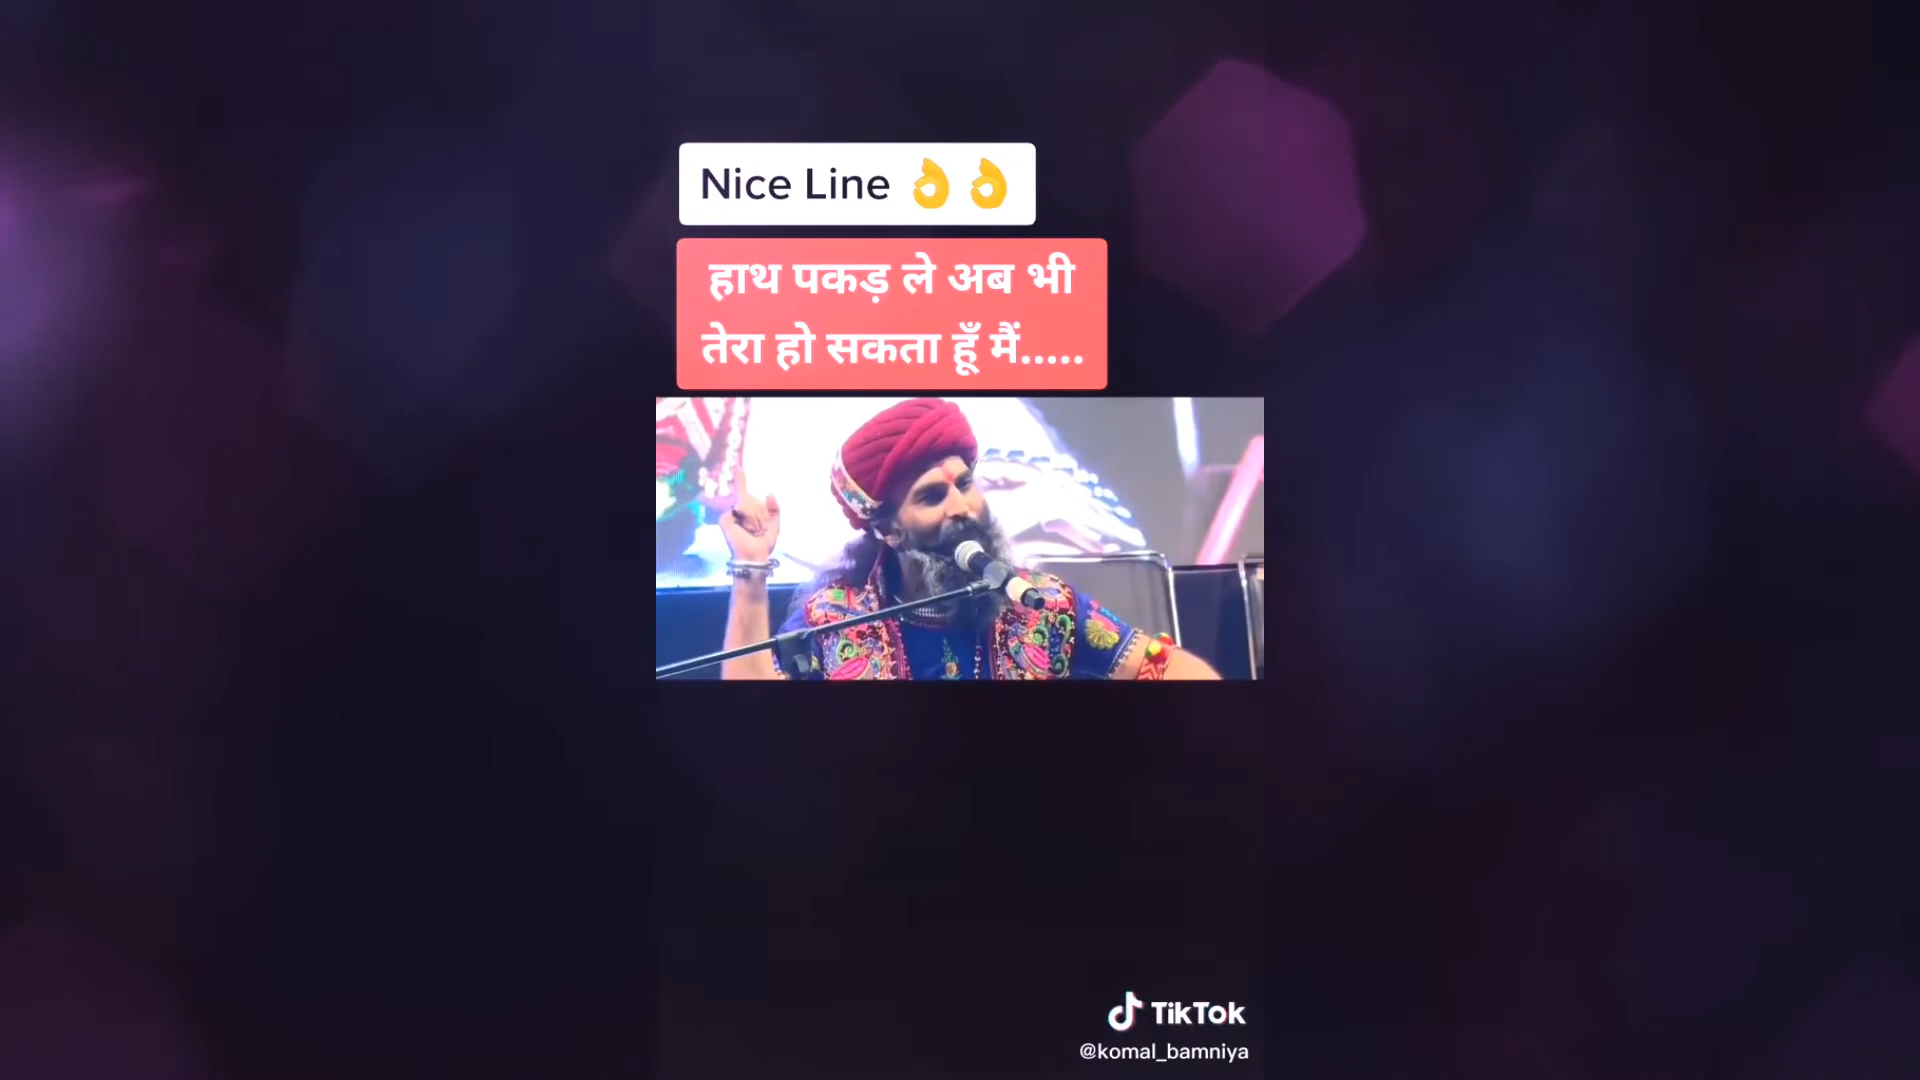 Nice Line 👌👌
हाथ पकड़ ले अब भी
तेरा हो सकता हूँ मैं.....
TikTok
@komal_bamniya